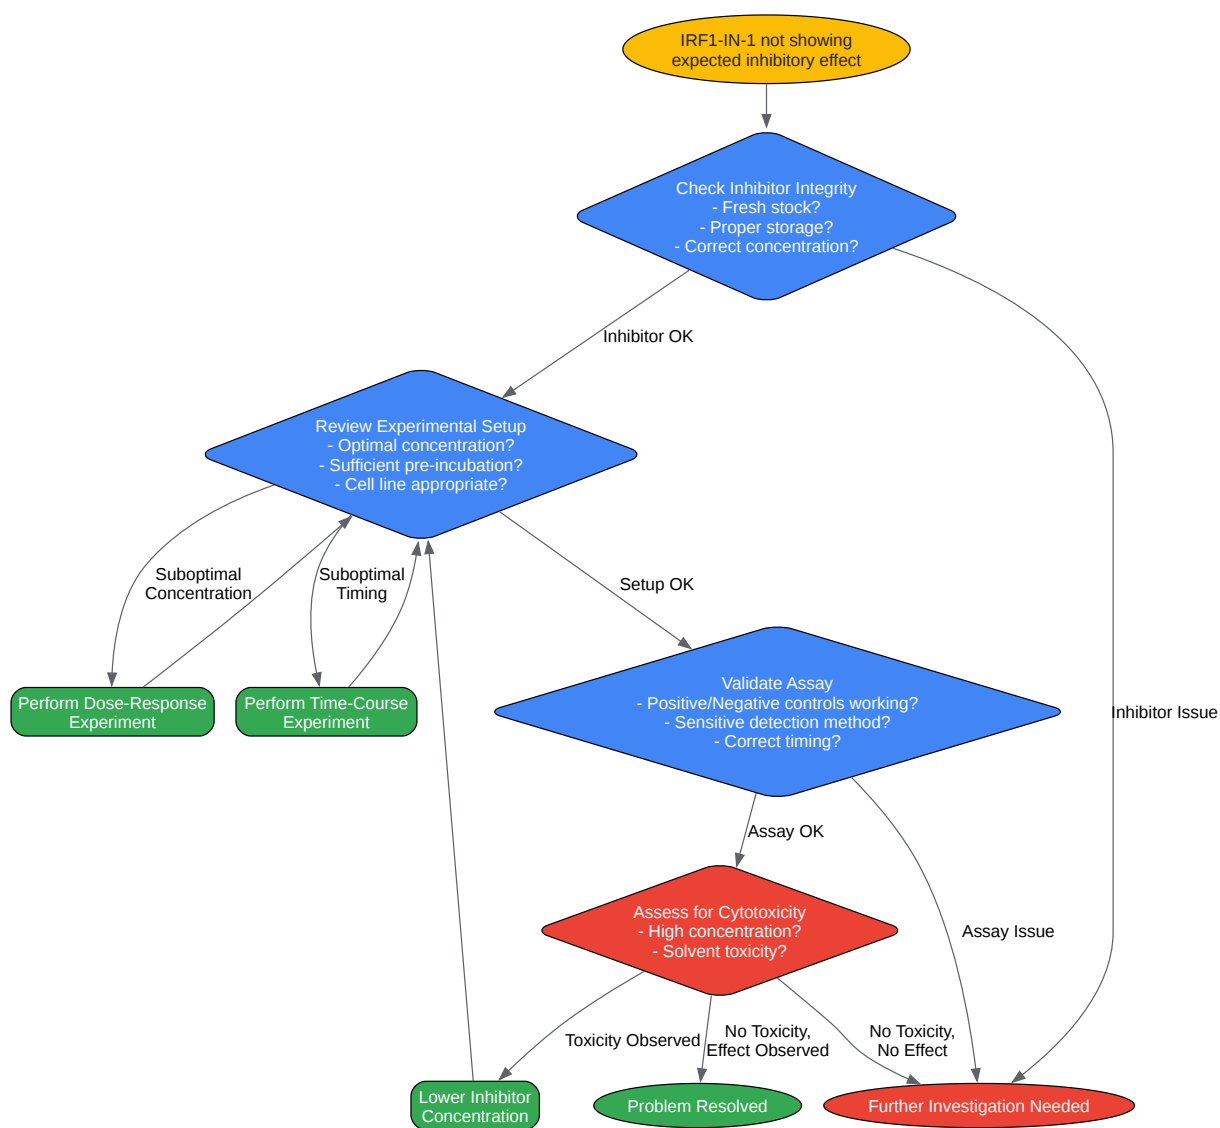 IRF1-IN-1 not showing
expected inhibitory effect
Check Inhibitor Integrity
- Fresh stock?
- Proper storage?
- Correct concentration?
Inhibitor OK
Review Experimental Setup
- Optimal concentration?
- Sufficient pre-incubation?
- Cell line appropriate?
Suboptimal
Concentration
Suboptimal
Timing
Setup OK
Perform Dose-Response
Experiment
Perform Time-Course
Experiment
Validate Assay
- Positive/Negative controls working?
- Sensitive detection method?
- Correct timing?
Inhibitor Issue
Assay OK
Assess for Cytotoxicity
- High concentration?
- Solvent toxicity?
Assay Issue
Toxicity Observed
No Toxicity,
Effect Observed
No Toxicity,
No Effect
Lower Inhibitor
Concentration
Problem Resolved
Further Investigation Needed